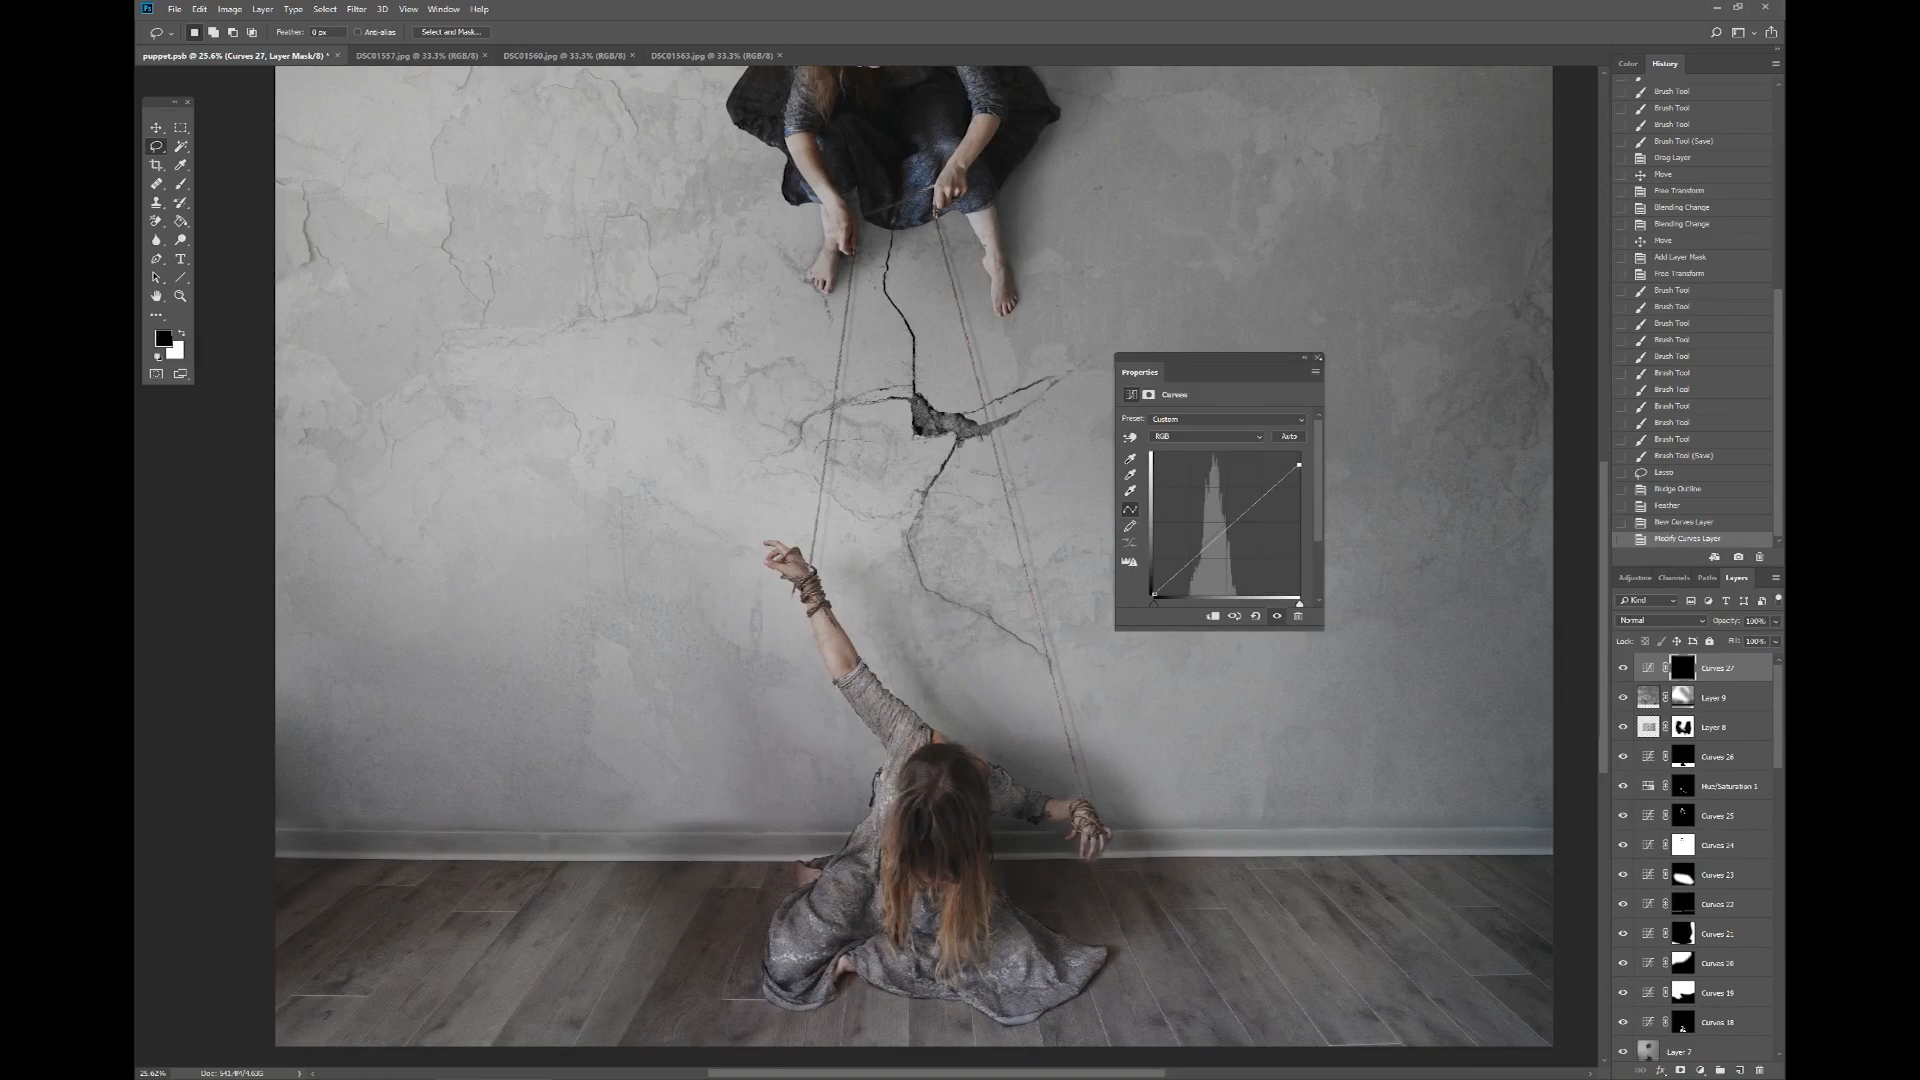 Ps File Edit Image Layer Type Select Filter 3D View Window Help
Feather: 0 px Anti-alias Select and Mask...
puppet.psb @ 25.6% (Curves 27, Layer Mask/8) * DSC01557.jpg @ 33.3% (RGB/8) DSC01560.jpg @ 33.3% (RGB/8) DSC01563.jpg @ 33.3% (RGB/8)
Color History
Brush Tool
Brush Tool
Brush Tool
Brush Tool (Save)
Drag Layer
Move
Free Transform
Blending Change
Blending Change
Move
Add Layer Mask
Free Transform
Brush Tool
Brush Tool
Brush Tool
Brush Tool
Brush Tool
Brush Tool
Brush Tool
Brush Tool
Brush Tool
Brush Tool
Brush Tool (Save)
Lasso
Nudge Outline
Feather
New Curves Layer
Modify Curves Layer
Properties
Curves
Preset: Custom
RGB Auto
Adjustme Channels Paths Layers
Kind
Normal Opacity: 100%
Lock: Fill: 100%
Curves 27
Layer 9
Layer 8
Curves 26
Hue/Saturation 1
Curves 25
Curves 24
Curves 23
Curves 22
Curves 21
Curves 20
Curves 19
Curves 18
Layer 7
25.62% Doc: 541.4M/4.63G